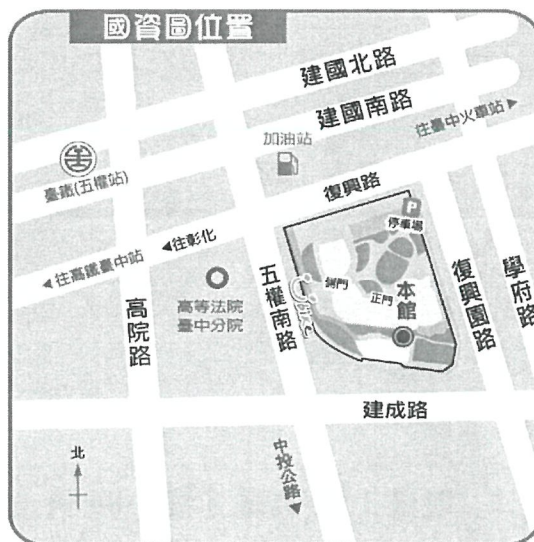 國資圖位置
建國北路
建國南路
往臺中火車站▶
加油站
臺鐵(五權站)
復興路
P
停車場
◀往彰化
◀往高鐵臺中站
側門
正門
本館
高等法院
臺中分院
五權南路
高院路
復興園路
學府路
建成路
北
中投公路▶